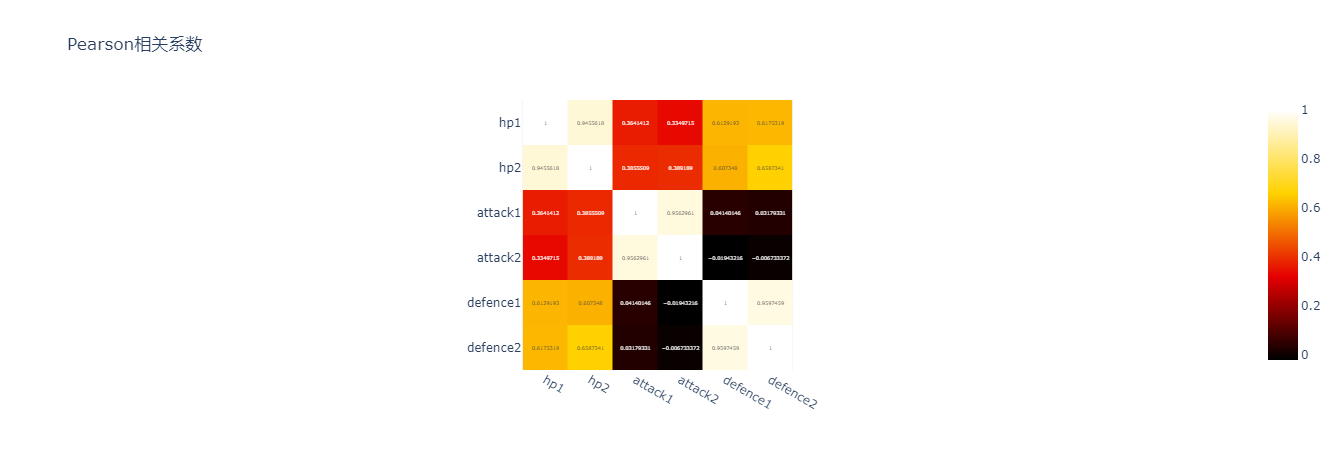 Pearson相关系数
hp1 1 0.9455618 0.3641412 0.3349715 0.6129193 0.6175319
hp2 0.9455618 1 0.3855509 0.389189 0.607348 0.6587341
attack1 0.3641412 0.3855509 1 0.9562961 0.04140146 0.03179331
attack2 0.3349715 0.389189 0.9562961 1 −0.01943216 −0.006733372
defence1 0.6129193 0.607348 0.04140146 −0.01943216 1 0.9597459
defence2 0.6175319 0.6587341 0.03179331 −0.006733372 0.9597459 1
hp1 hp2 attack1 attack2 defence1 defence2
1
0.8
0.6
0.4
0.2
0